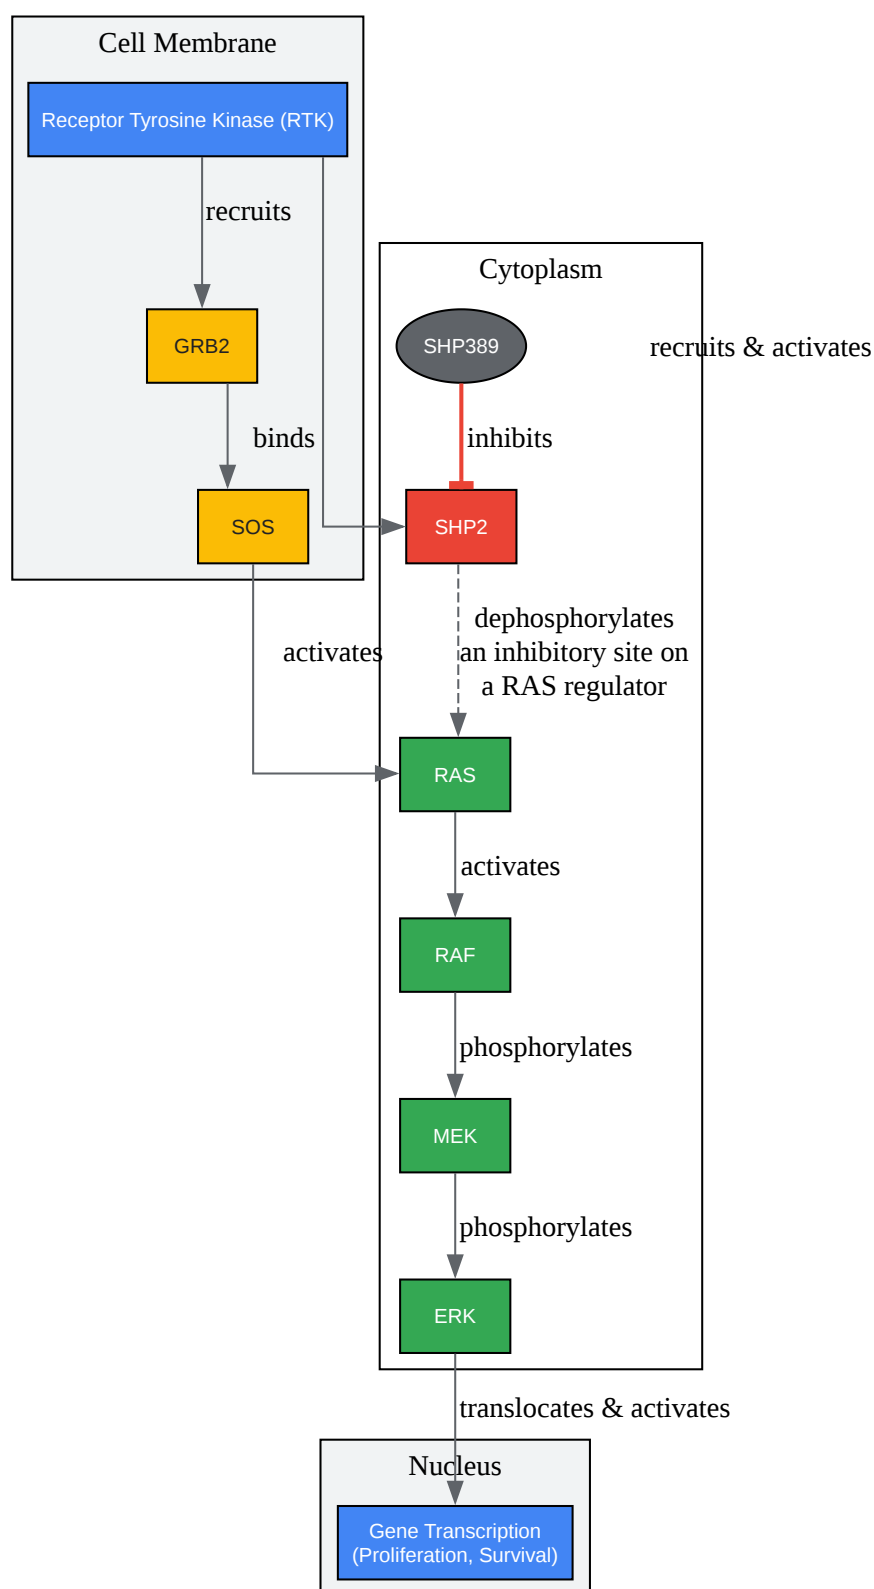 Cell Membrane
Receptor Tyrosine Kinase (RTK)
recruits
Cytoplasm
GRB2
SHP389
recruits & activates
binds
inhibits
SOS
SHP2
activates
dephosphorylates
an inhibitory site on
a RAS regulator
RAS
activates
RAF
phosphorylates
MEK
phosphorylates
ERK
translocates & activates
Nucleus
Gene Transcription
(Proliferation, Survival)